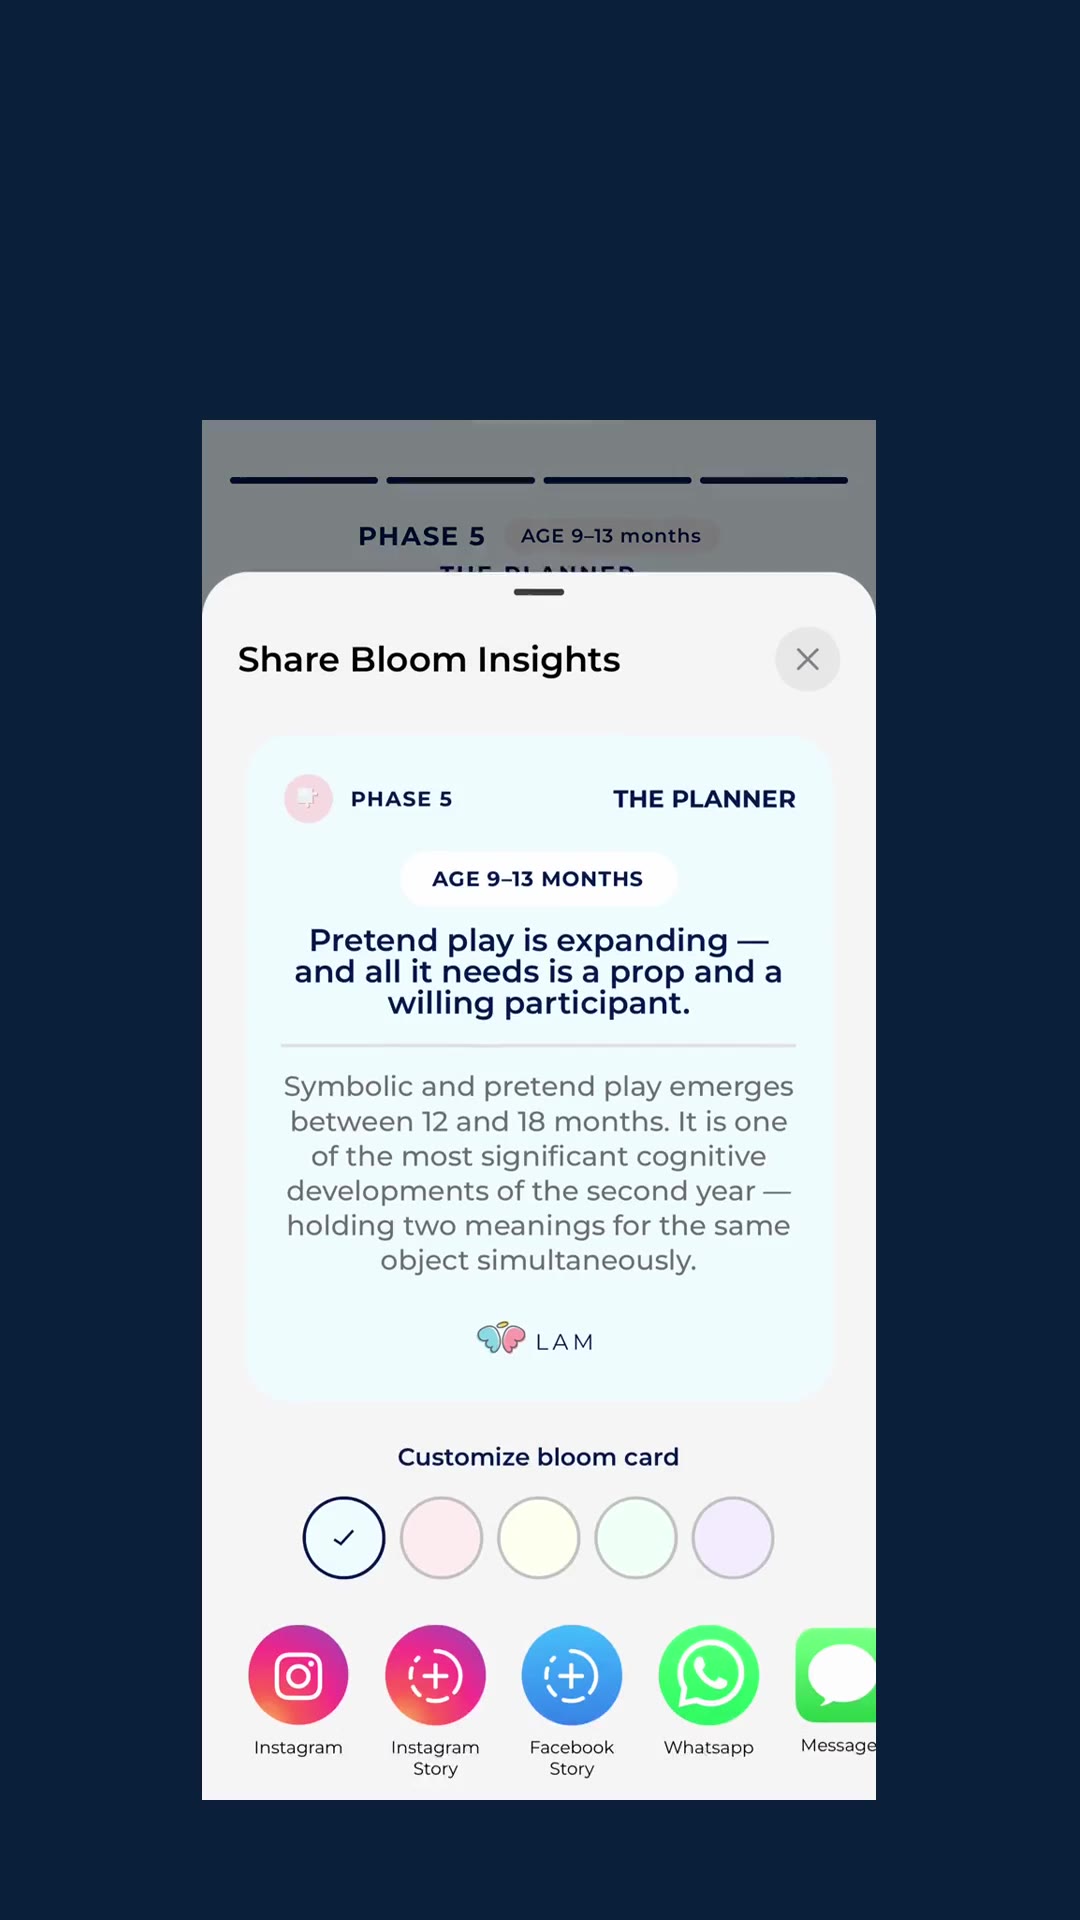 PHASE 5 AGE 9–13 months
THE PLANNER
Share Bloom Insights
PHASE 5 THE PLANNER
AGE 9–13 MONTHS
Pretend play is expanding —
and all it needs is a prop and a
willing participant.
Symbolic and pretend play emerges
between 12 and 18 months. It is one
of the most significant cognitive
developments of the second year —
holding two meanings for the same
object simultaneously.
LAM
Customize bloom card
Instagram
Instagram
Story
Facebook
Story
Whatsapp
Message